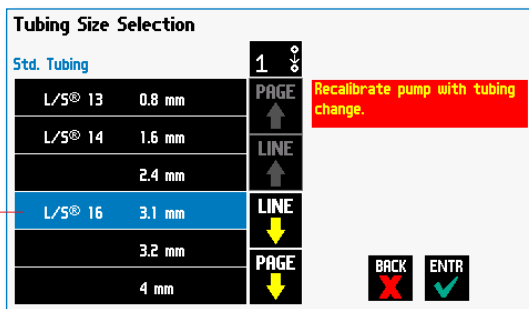 Tubing Size Selection
Std. Tubing
1
L/S® 13 0.8 mm
L/S® 14 1.6 mm
2.4 mm
L/S® 16 3.1 mm
3.2 mm
4 mm
PAGE
LINE
LINE
PAGE
Recalibrate pump with tubing
change.
BACK
ENTR